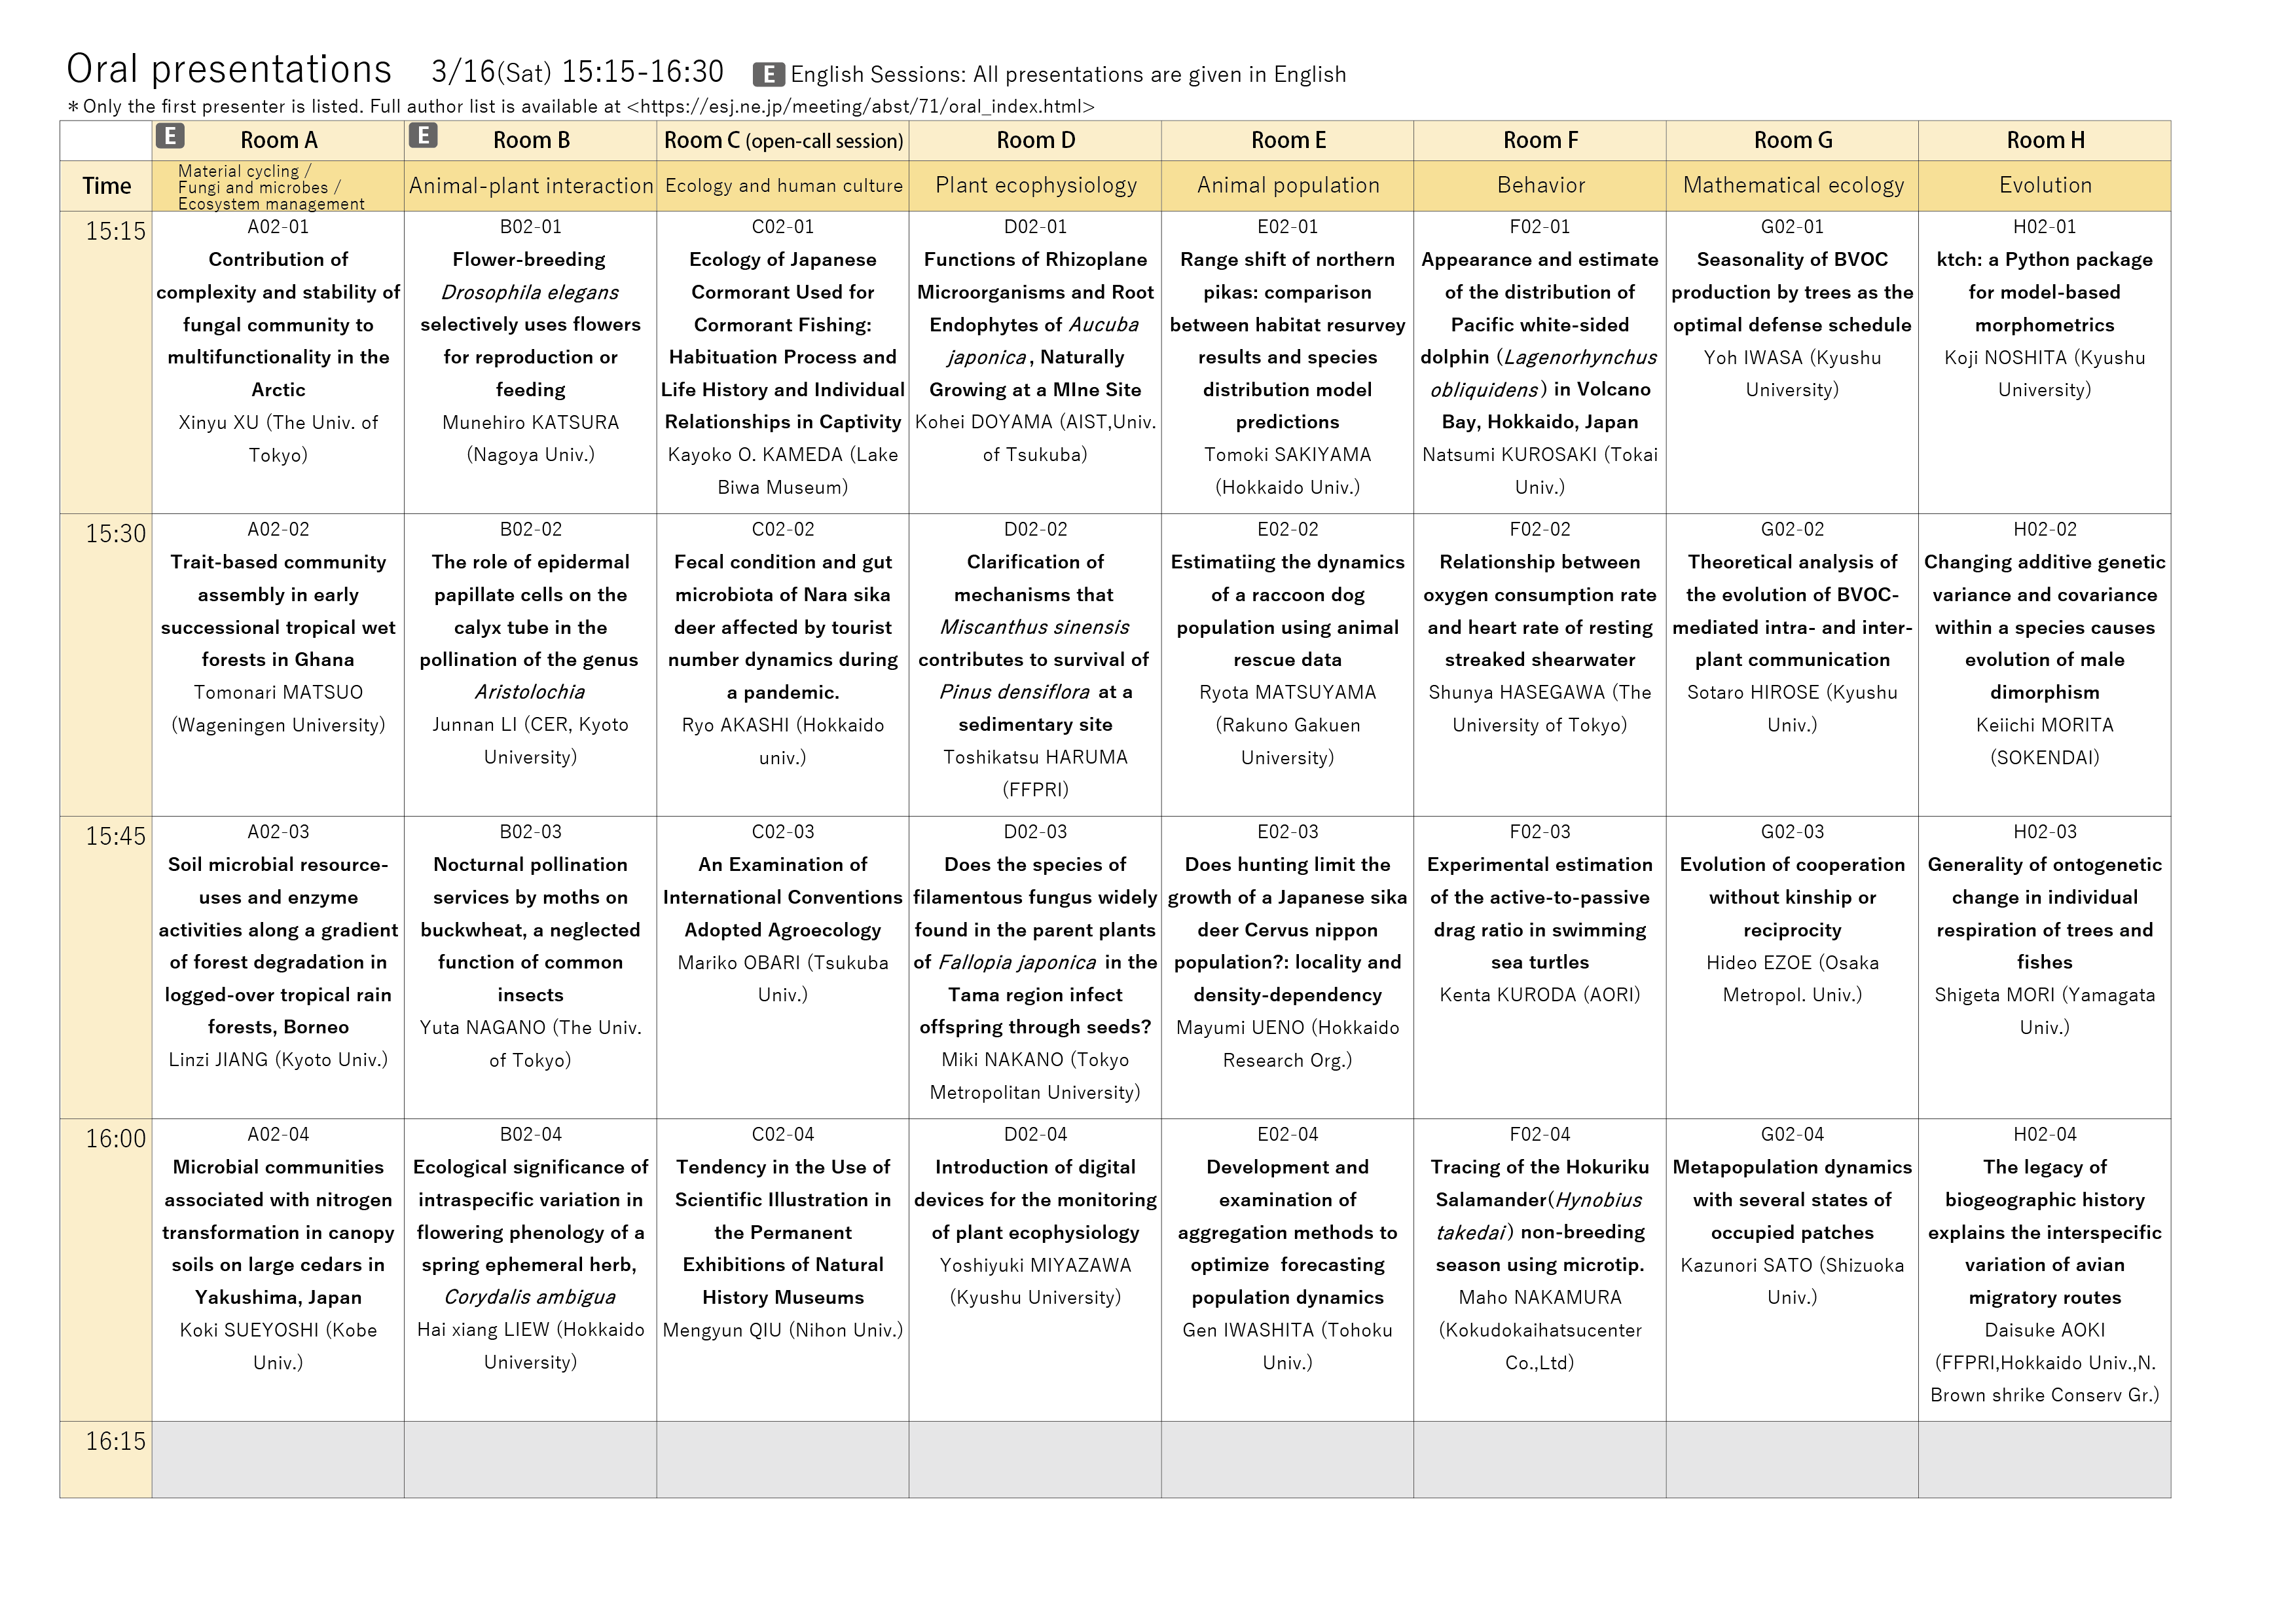 Oral presentations 3/16(Sat) 15:15-16:30 E English Sessions: All presentations are given in English
＊Only the first presenter is listed. Full author list is available at <https://esj.ne.jp/meeting/abst/71/oral_index.html>
E Room A
E Room B
Room C (open-call session)
Room D
Room E
Room F
Room G
Room H
Time
Material cycling /
Fungi and microbes /
Ecosystem management
Animal-plant interaction
Ecology and human culture
Plant ecophysiology
Animal population
Behavior
Mathematical ecology
Evolution
15:15
A02-01
Contribution of
complexity and stability of
fungal community to
multifunctionality in the
Arctic
Xinyu XU (The Univ. of
Tokyo)
B02-01
Flower-breeding
Drosophila elegans
selectively uses flowers
for reproduction or
feeding
Munehiro KATSURA
(Nagoya Univ.)
C02-01
Ecology of Japanese
Cormorant Used for
Cormorant Fishing:
Habituation Process and
Life History and Individual
Relationships in Captivity
Kayoko O. KAMEDA (Lake
Biwa Museum)
D02-01
Functions of Rhizoplane
Microorganisms and Root
Endophytes of Aucuba
japonica, Naturally
Growing at a MIne Site
Kohei DOYAMA (AIST,Univ.
of Tsukuba)
E02-01
Range shift of northern
pikas: comparison
between habitat resurvey
results and species
distribution model
predictions
Tomoki SAKIYAMA
(Hokkaido Univ.)
F02-01
Appearance and estimate
of the distribution of
Pacific white-sided
dolphin (Lagenorhynchus
obliquidens) in Volcano
Bay, Hokkaido, Japan
Natsumi KUROSAKI (Tokai
Univ.)
G02-01
Seasonality of BVOC
production by trees as the
optimal defense schedule
Yoh IWASA (Kyushu
University)
H02-01
ktch: a Python package
for model-based
morphometrics
Koji NOSHITA (Kyushu
University)
15:30
A02-02
Trait-based community
assembly in early
successional tropical wet
forests in Ghana
Tomonari MATSUO
(Wageningen University)
B02-02
The role of epidermal
papillate cells on the
calyx tube in the
pollination of the genus
Aristolochia
Junnan LI (CER, Kyoto
University)
C02-02
Fecal condition and gut
microbiota of Nara sika
deer affected by tourist
number dynamics during
a pandemic.
Ryo AKASHI (Hokkaido
univ.)
D02-02
Clarification of
mechanisms that
Miscanthus sinensis
contributes to survival of
Pinus densiflora at a
sedimentary site
Toshikatsu HARUMA
(FFPRI)
E02-02
Estimatiing the dynamics
of a raccoon dog
population using animal
rescue data
Ryota MATSUYAMA
(Rakuno Gakuen
University)
F02-02
Relationship between
oxygen consumption rate
and heart rate of resting
streaked shearwater
Shunya HASEGAWA (The
University of Tokyo)
G02-02
Theoretical analysis of
the evolution of BVOC-
mediated intra- and inter-
plant communication
Sotaro HIROSE (Kyushu
Univ.)
H02-02
Changing additive genetic
variance and covariance
within a species causes
evolution of male
dimorphism
Keiichi MORITA
(SOKENDAI)
15:45
A02-03
Soil microbial resource-
uses and enzyme
activities along a gradient
of forest degradation in
logged-over tropical rain
forests, Borneo
Linzi JIANG (Kyoto Univ.)
B02-03
Nocturnal pollination
services by moths on
buckwheat, a neglected
function of common
insects
Yuta NAGANO (The Univ.
of Tokyo)
C02-03
An Examination of
International Conventions
Adopted Agroecology
Mariko OBARI (Tsukuba
Univ.)
D02-03
Does the species of
filamentous fungus widely
found in the parent plants
of Fallopia japonica in the
Tama region infect
offspring through seeds?
Miki NAKANO (Tokyo
Metropolitan University)
E02-03
Does hunting limit the
growth of a Japanese sika
deer Cervus nippon
population?: locality and
density-dependency
Mayumi UENO (Hokkaido
Research Org.)
F02-03
Experimental estimation
of the active-to-passive
drag ratio in swimming
sea turtles
Kenta KURODA (AORI)
G02-03
Evolution of cooperation
without kinship or
reciprocity
Hideo EZOE (Osaka
Metropol. Univ.)
H02-03
Generality of ontogenetic
change in individual
respiration of trees and
fishes
Shigeta MORI (Yamagata
Univ.)
16:00
A02-04
Microbial communities
associated with nitrogen
transformation in canopy
soils on large cedars in
Yakushima, Japan
Koki SUEYOSHI (Kobe
Univ.)
B02-04
Ecological significance of
intraspecific variation in
flowering phenology of a
spring ephemeral herb,
Corydalis ambigua
Hai xiang LIEW (Hokkaido
University)
C02-04
Tendency in the Use of
Scientific Illustration in
the Permanent
Exhibitions of Natural
History Museums
Mengyun QIU (Nihon Univ.)
D02-04
Introduction of digital
devices for the monitoring
of plant ecophysiology
Yoshiyuki MIYAZAWA
(Kyushu University)
E02-04
Development and
examination of
aggregation methods to
optimize forecasting
population dynamics
Gen IWASHITA (Tohoku
Univ.)
F02-04
Tracing of the Hokuriku
Salamander(Hynobius
takedai) non-breeding
season using microtip.
Maho NAKAMURA
(Kokudokaihatsucenter
Co.,Ltd)
G02-04
Metapopulation dynamics
with several states of
occupied patches
Kazunori SATO (Shizuoka
Univ.)
H02-04
The legacy of
biogeographic history
explains the interspecific
variation of avian
migratory routes
Daisuke AOKI
(FFPRI,Hokkaido Univ.,N.
Brown shrike Conserv Gr.)
16:15